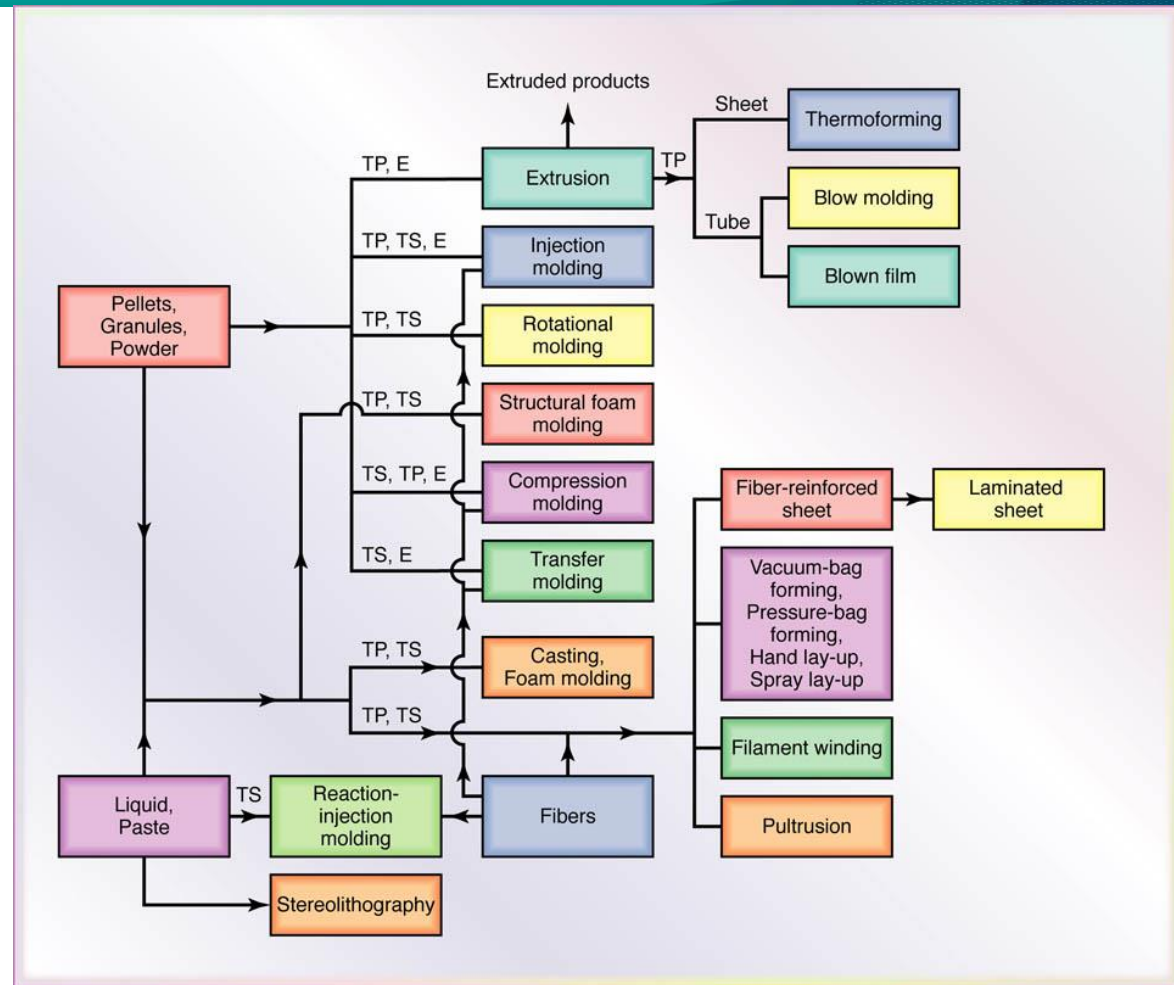 Extruded products
Sheet
Thermoforming
TP, E
Extrusion
TP
Blow molding
Tube
TP, TS, E
Injection
molding
Blown film
Pellets,
Granules,
Powder
TP, TS
Rotational
molding
TP, TS
Structural foam
molding
TS, TP, E
Compression
molding
Fiber-reinforced
sheet
Laminated
sheet
TS, E
Transfer
molding
Vacuum-bag
forming,
Pressure-bag
forming,
Hand lay-up,
Spray lay-up
TP, TS
Casting,
Foam molding
TP, TS
Filament winding
Liquid,
Paste
TS
Reaction-
injection
molding
Fibers
Pultrusion
Stereolithography